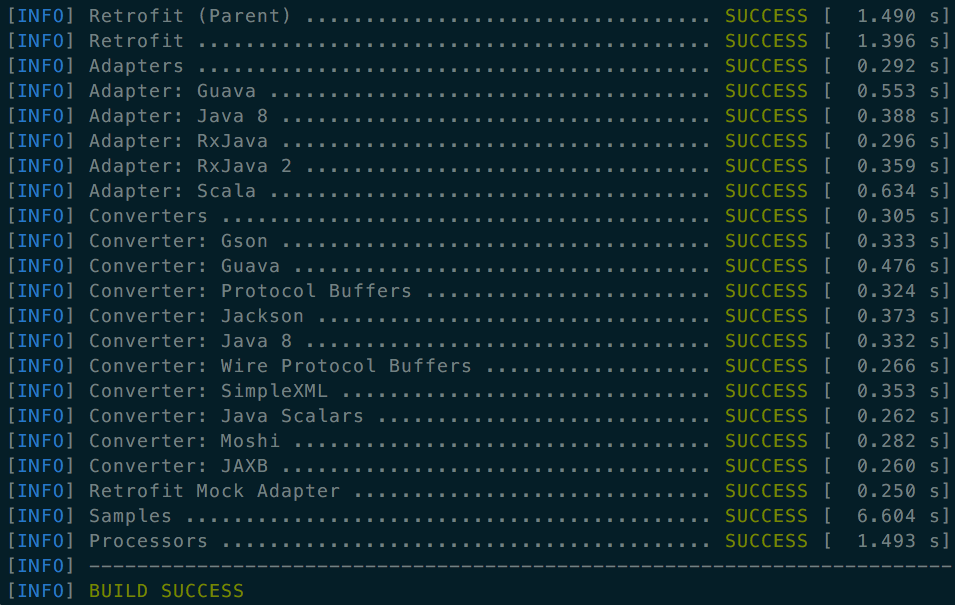 [INFO] Retrofit (Parent) .................................. SUCCESS [  1.490 s]
[INFO] Retrofit ........................................... SUCCESS [  1.396 s]
[INFO] Adapters ........................................... SUCCESS [  0.292 s]
[INFO] Adapter: Guava ..................................... SUCCESS [  0.553 s]
[INFO] Adapter: Java 8 .................................... SUCCESS [  0.388 s]
[INFO] Adapter: RxJava .................................... SUCCESS [  0.296 s]
[INFO] Adapter: RxJava 2 .................................. SUCCESS [  0.359 s]
[INFO] Adapter: Scala ..................................... SUCCESS [  0.634 s]
[INFO] Converters ......................................... SUCCESS [  0.305 s]
[INFO] Converter: Gson .................................... SUCCESS [  0.333 s]
[INFO] Converter: Guava ................................... SUCCESS [  0.476 s]
[INFO] Converter: Protocol Buffers ........................ SUCCESS [  0.324 s]
[INFO] Converter: Jackson ................................. SUCCESS [  0.373 s]
[INFO] Converter: Java 8 .................................. SUCCESS [  0.332 s]
[INFO] Converter: Wire Protocol Buffers ................... SUCCESS [  0.266 s]
[INFO] Converter: SimpleXML ............................... SUCCESS [  0.353 s]
[INFO] Converter: Java Scalars ............................ SUCCESS [  0.262 s]
[INFO] Converter: Moshi ................................... SUCCESS [  0.282 s]
[INFO] Converter: JAXB .................................... SUCCESS [  0.260 s]
[INFO] Retrofit Mock Adapter .............................. SUCCESS [  0.250 s]
[INFO] Samples ............................................ SUCCESS [  6.604 s]
[INFO] Processors ......................................... SUCCESS [  1.493 s]
[INFO] ------------------------------------------------------------------------
[INFO] BUILD SUCCESS